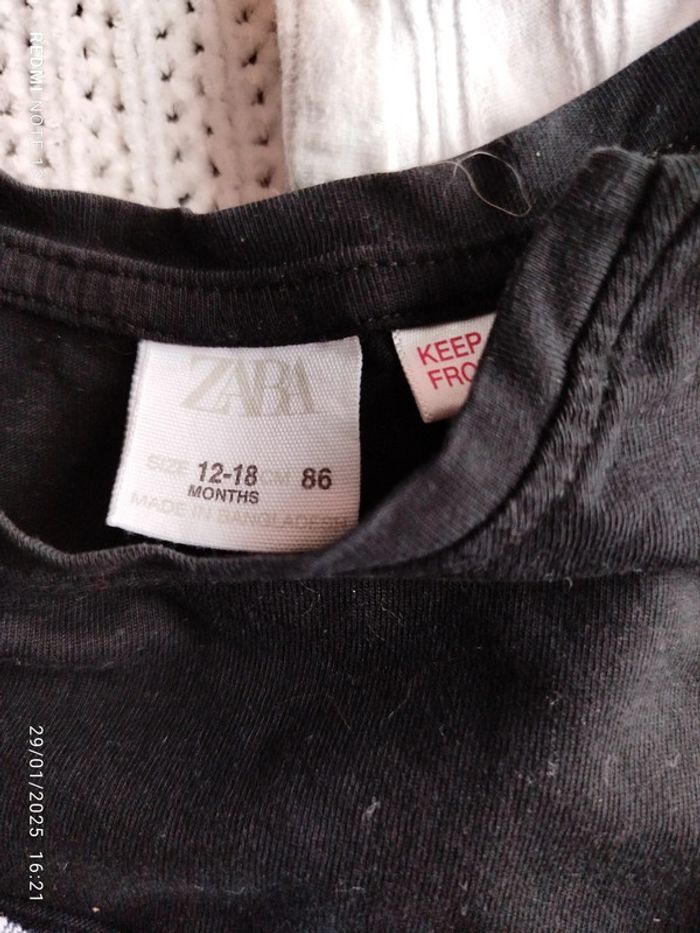 REDMI NOTE 13
ZARA
SIZE 12-18 CM 86
MONTHS
MADE IN BANGLADESH
KEEP
FRO
29/01/2025 16:21